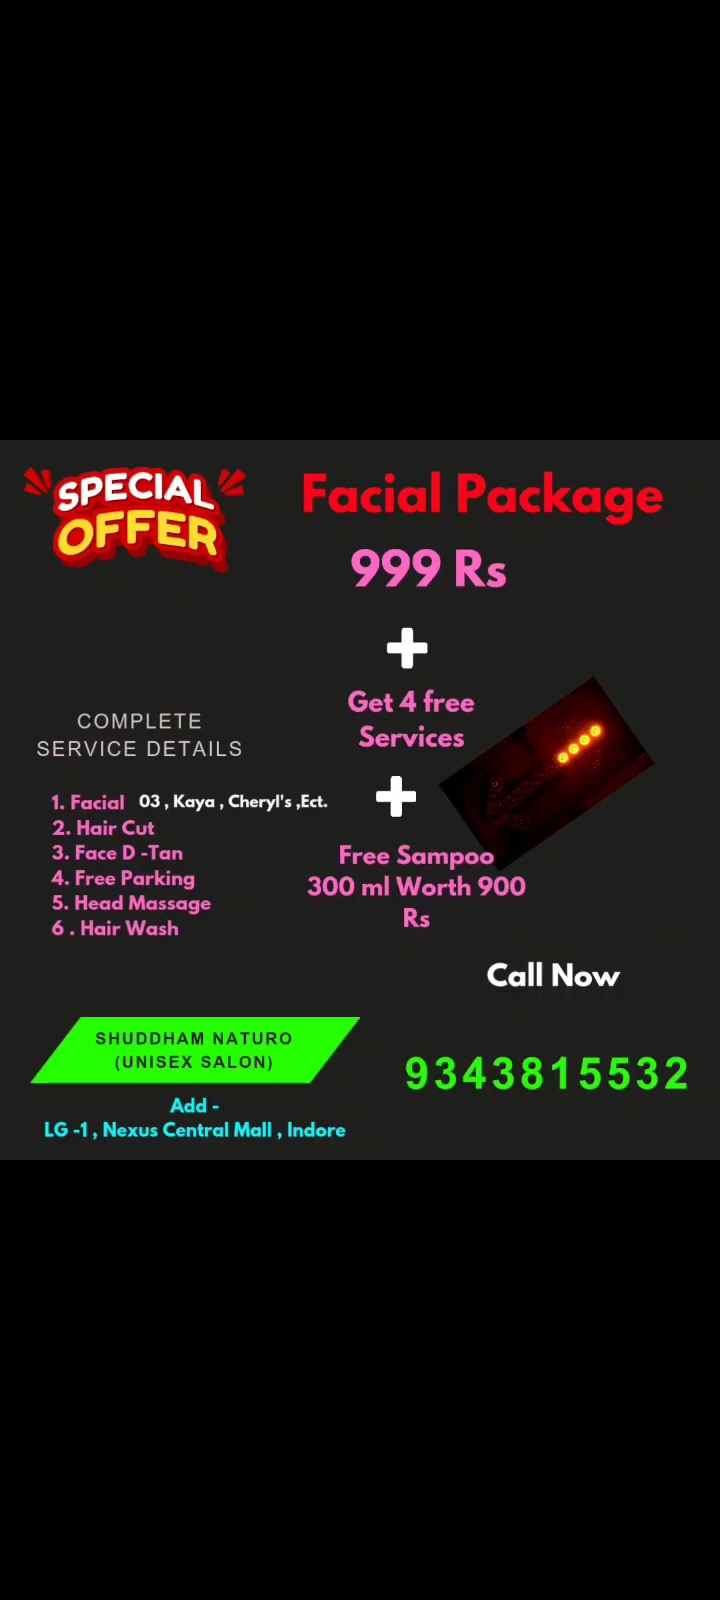 SPECIAL
OFFER
Facial Package
999 Rs
+
Get 4 free
Services
+
Free Sampoo
300 ml Worth 900
Rs
COMPLETE
SERVICE DETAILS
1. Facial 03 , Kaya , Cheryl's ,Ect.
2. Hair Cut
3. Face D -Tan
4. Free Parking
5. Head Massage
6 . Hair Wash
Call Now
9343815532
SHUDDHAM NATURO
(UNISEX SALON)
Add -
LG -1 , Nexus Central Mall , Indore